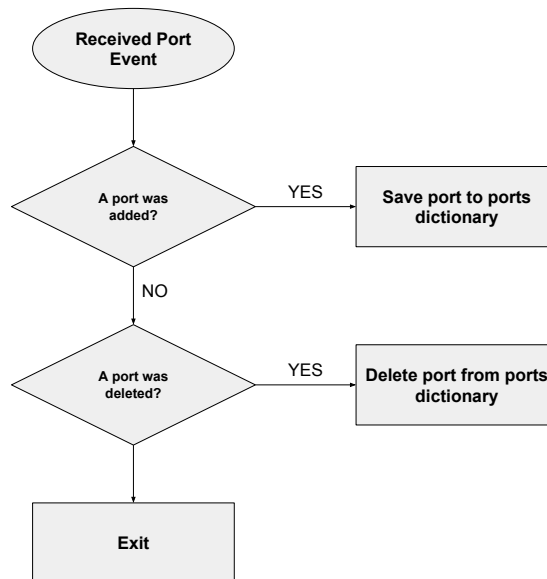 Received Port
Event
A port was
added?
YES
Save port to ports
dictionary
NO
A port was
deleted?
YES
Delete port from ports
dictionary
Exit